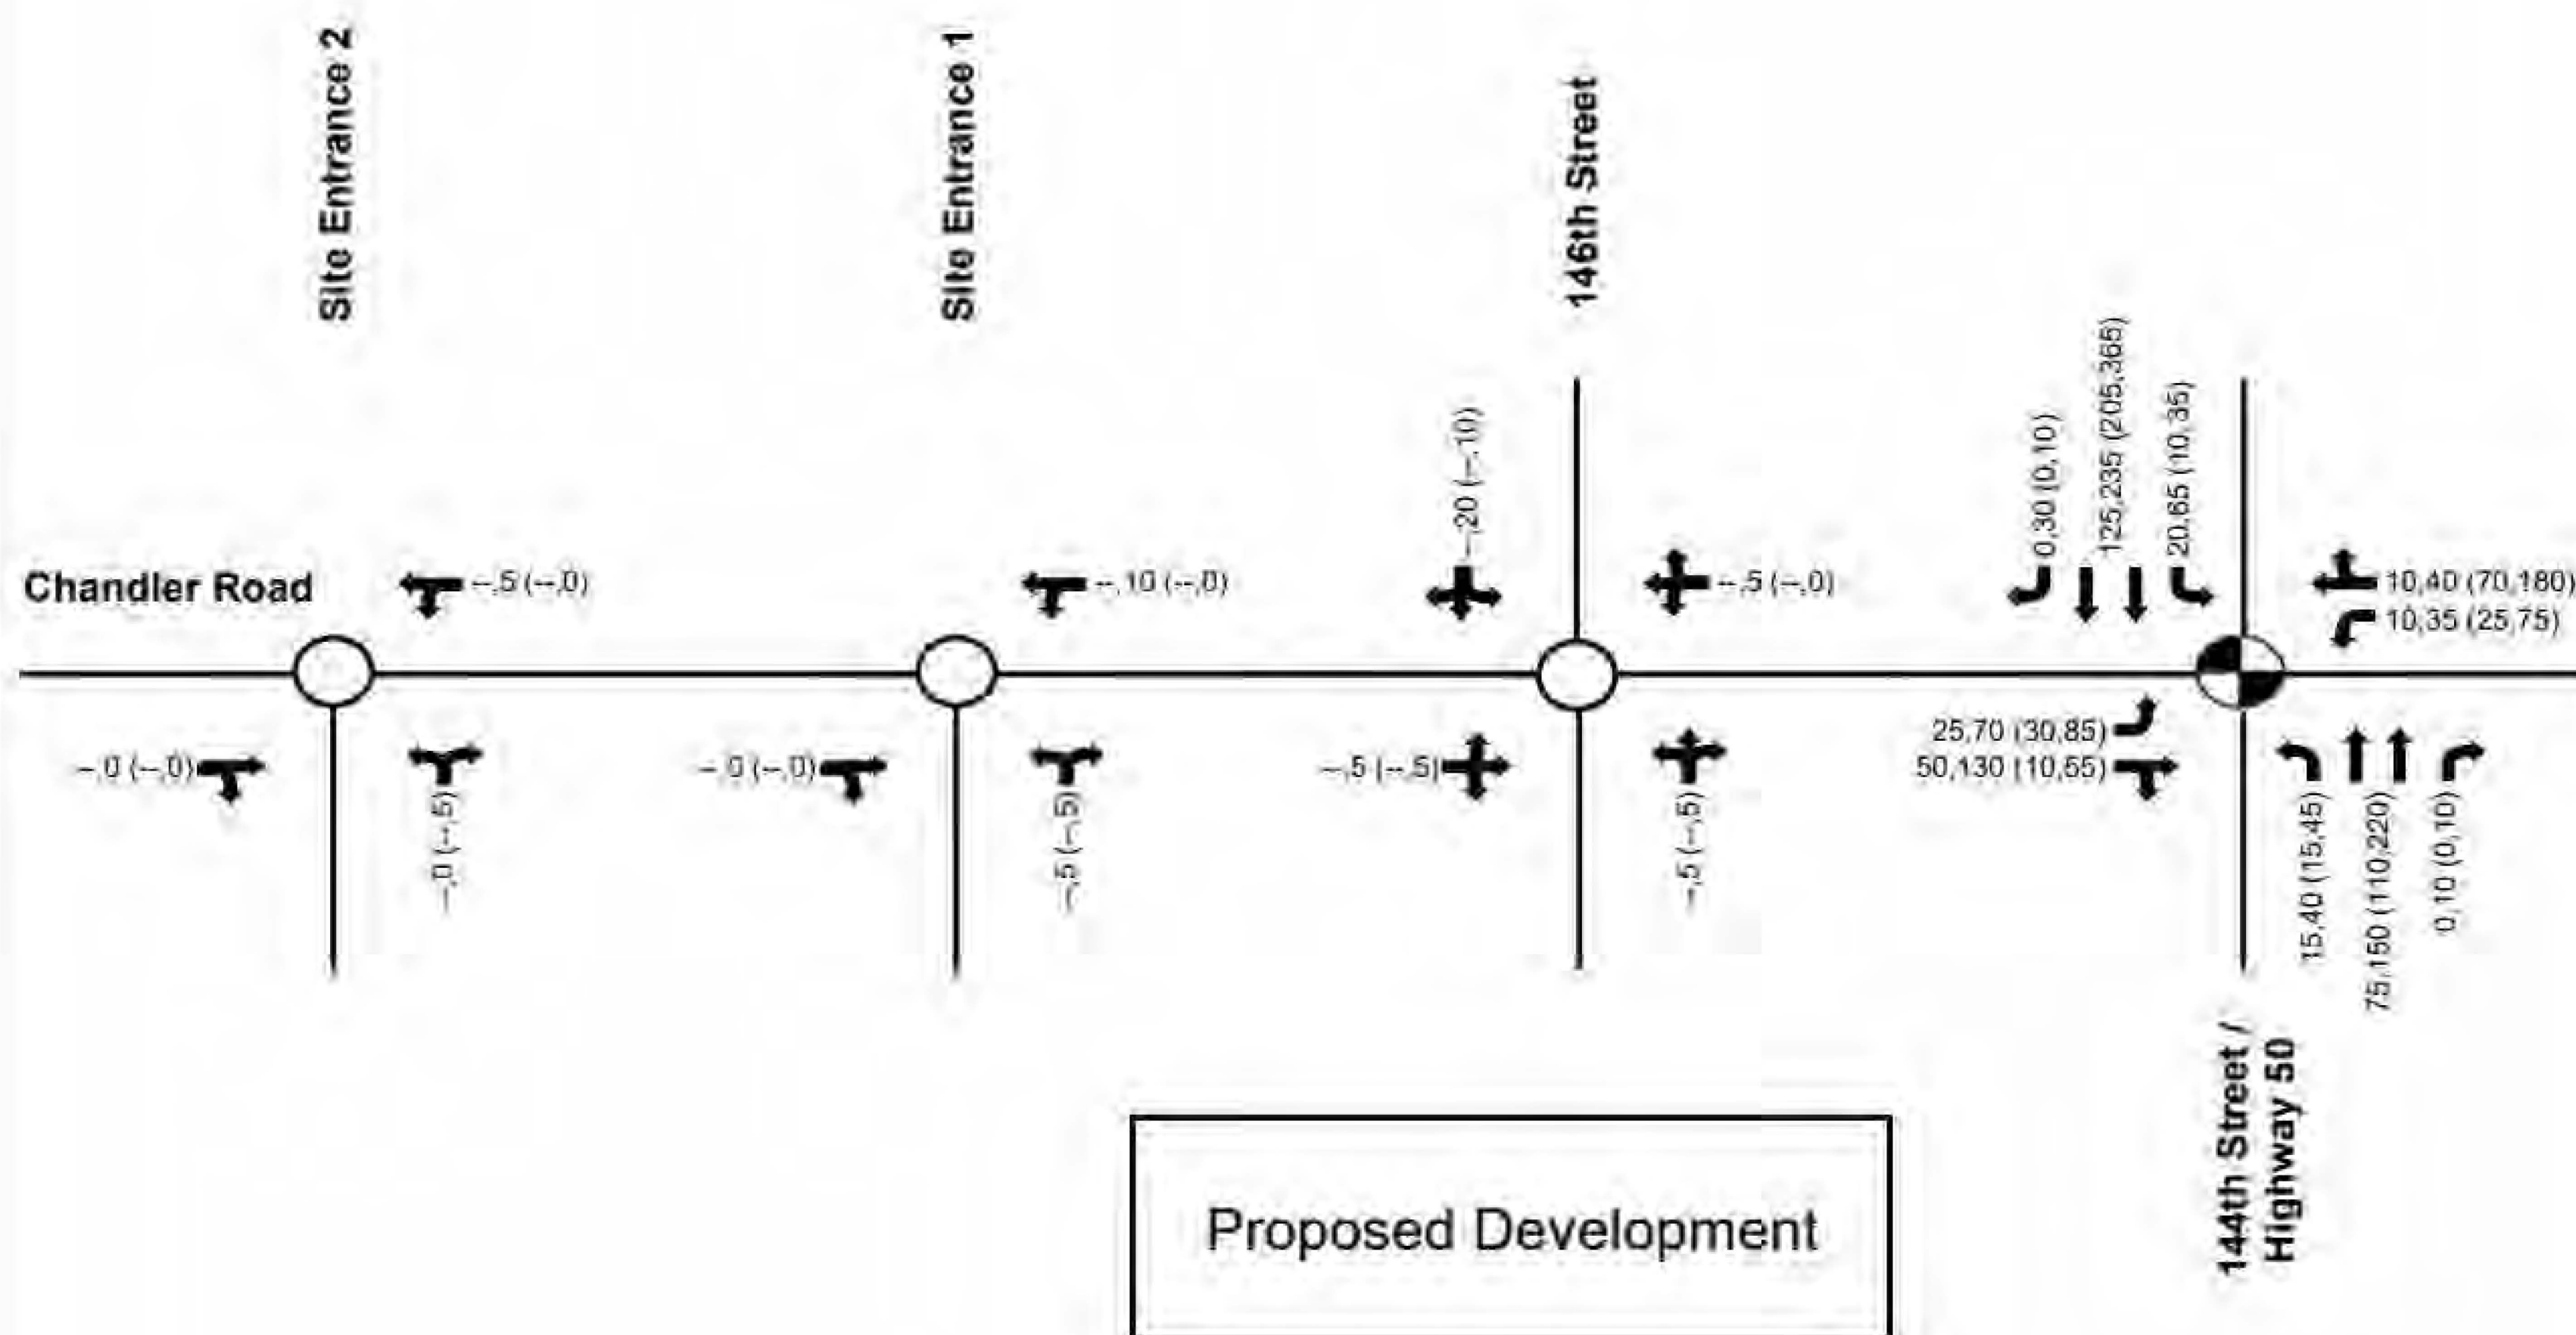 Site Entrance 2
Site Entrance 1
146th Street
Chandler Road
--,5 (--,0)
--,10 (--,0)
--,20 (--,10)
--,5 (--,0)
0,30 (0,10)
125,235 (205,365)
20,65 (10,35)
10,40 (70,180)
10,35 (25,75)
--,0 (--,0)
--,0 (--,5)
--,0 (--,0)
--,5 (--,5)
--,5 (--,5)
--,5 (--,5)
25,70 (30,85)
50,130 (10,55)
15,40 (15,45)
75,150 (110,220)
0,10 (0,10)
144th Street /
Highway 50
Proposed Development